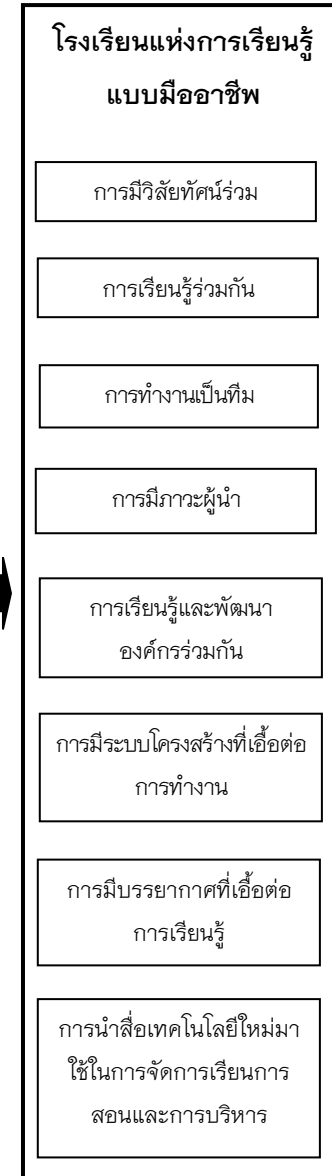 โรงเรียนแห่งการเรียนรู้
แบบมืออาชีพ
การมีวิสัยทัศน์ร่วม
การเรียนรู้ร่วมกัน
การทำงานเป็นทีม
การมีภาวะผู้นำ
การเรียนรู้และพัฒนา
องค์กรร่วมกัน
การมีระบบโครงสร้างที่เอื้อต่อ
การทำงาน
การมีบรรยากาศที่เอื้อต่อ
การเรียนรู้
การนำสื่อเทคโนโลยีใหม่มา
ใช้ในการจัดการเรียนการ
สอนและการบริหาร